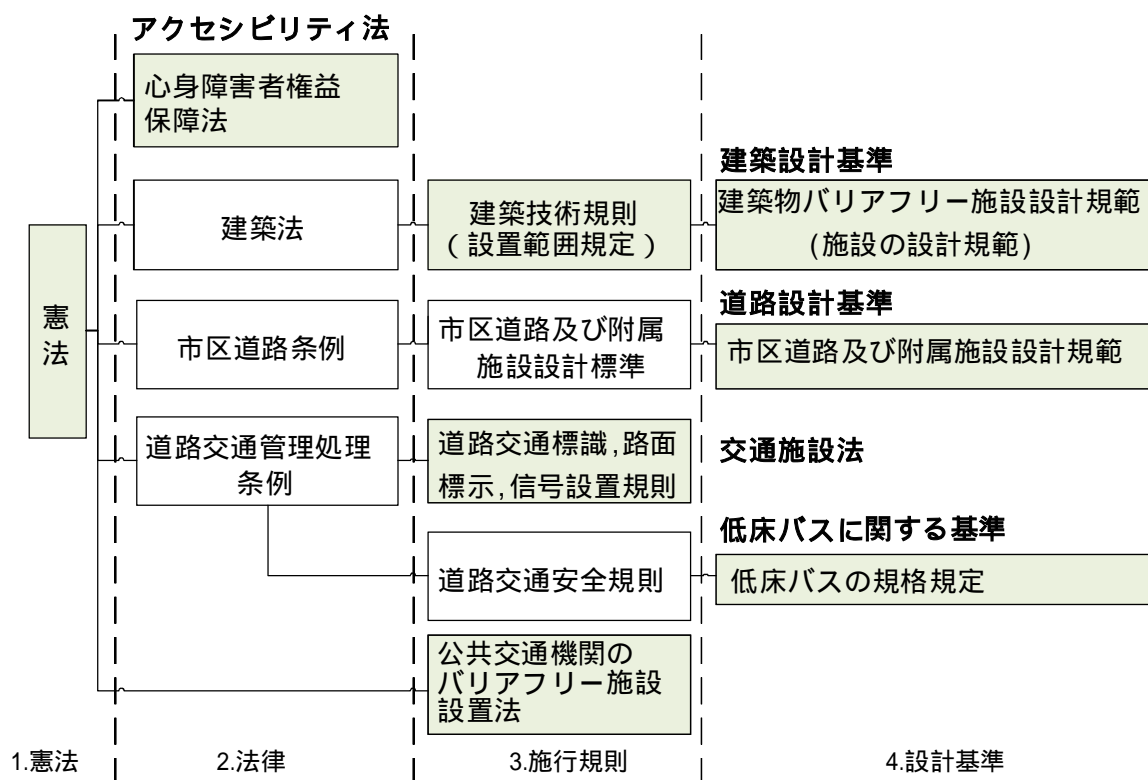 アクセシビリティ法
心身障害者権益
保障法
建築設計基準
建築法
建築技術規則
（設置範囲規定）
建築物バリアフリー施設設計規範
(施設の設計規範)
憲
法
道路設計基準
市区道路条例
市区道路及び附属
施設設計標準
市区道路及び附属施設設計規範
道路交通管理処理
条例
道路交通標識,路面
標示,信号設置規則
交通施設法
低床バスに関する基準
道路交通安全規則
低床バスの規格規定
公共交通機関の
バリアフリー施設
設置法
1.憲法
2.法律
3.施行規則
4.設計基準